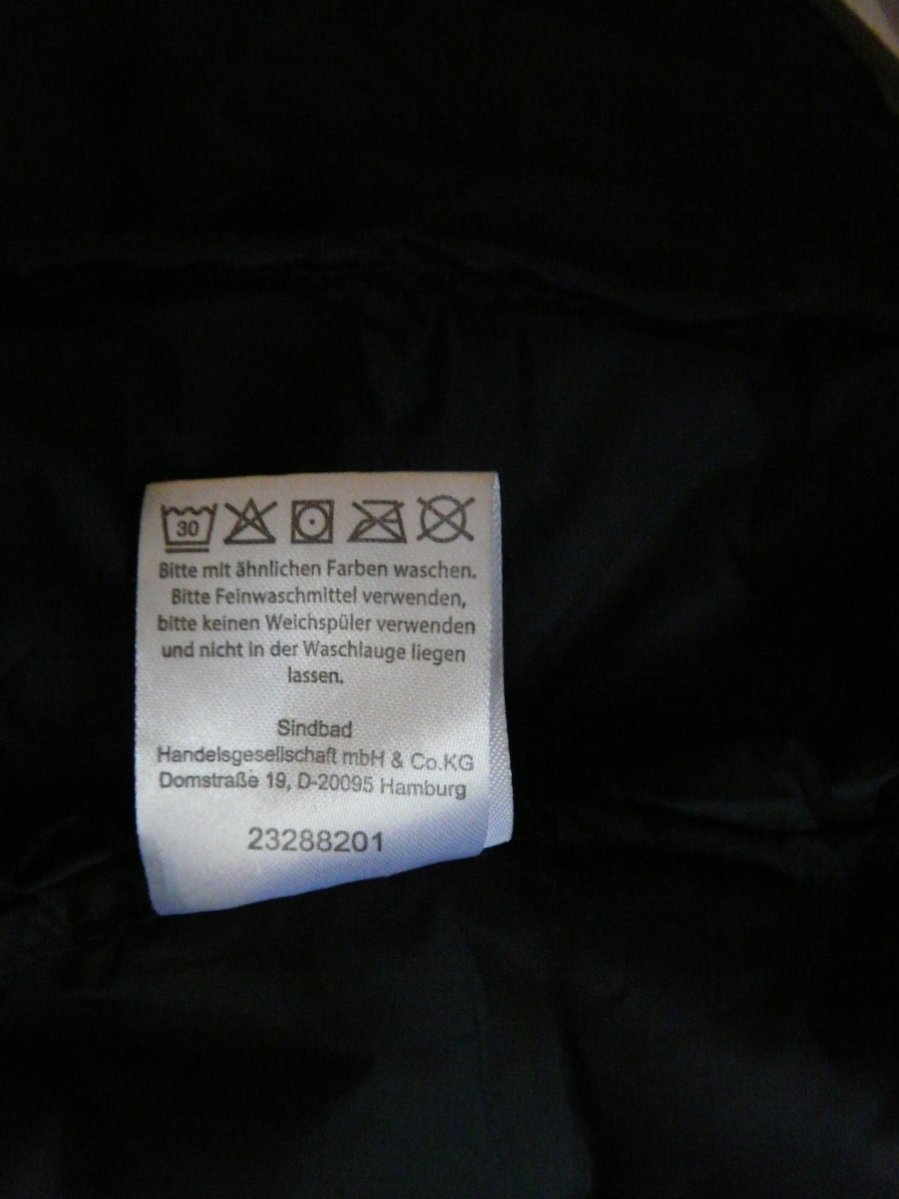 30
Bitte mit ähnlichen Farben waschen.
Bitte Feinwaschmittel verwenden,
bitte keinen Weichspüler verwenden
und nicht in der Waschlauge liegen
lassen.
Sindbad
Handelsgesellschaft mbH & Co.KG
Domstraße 19, D-20095 Hamburg
23288201